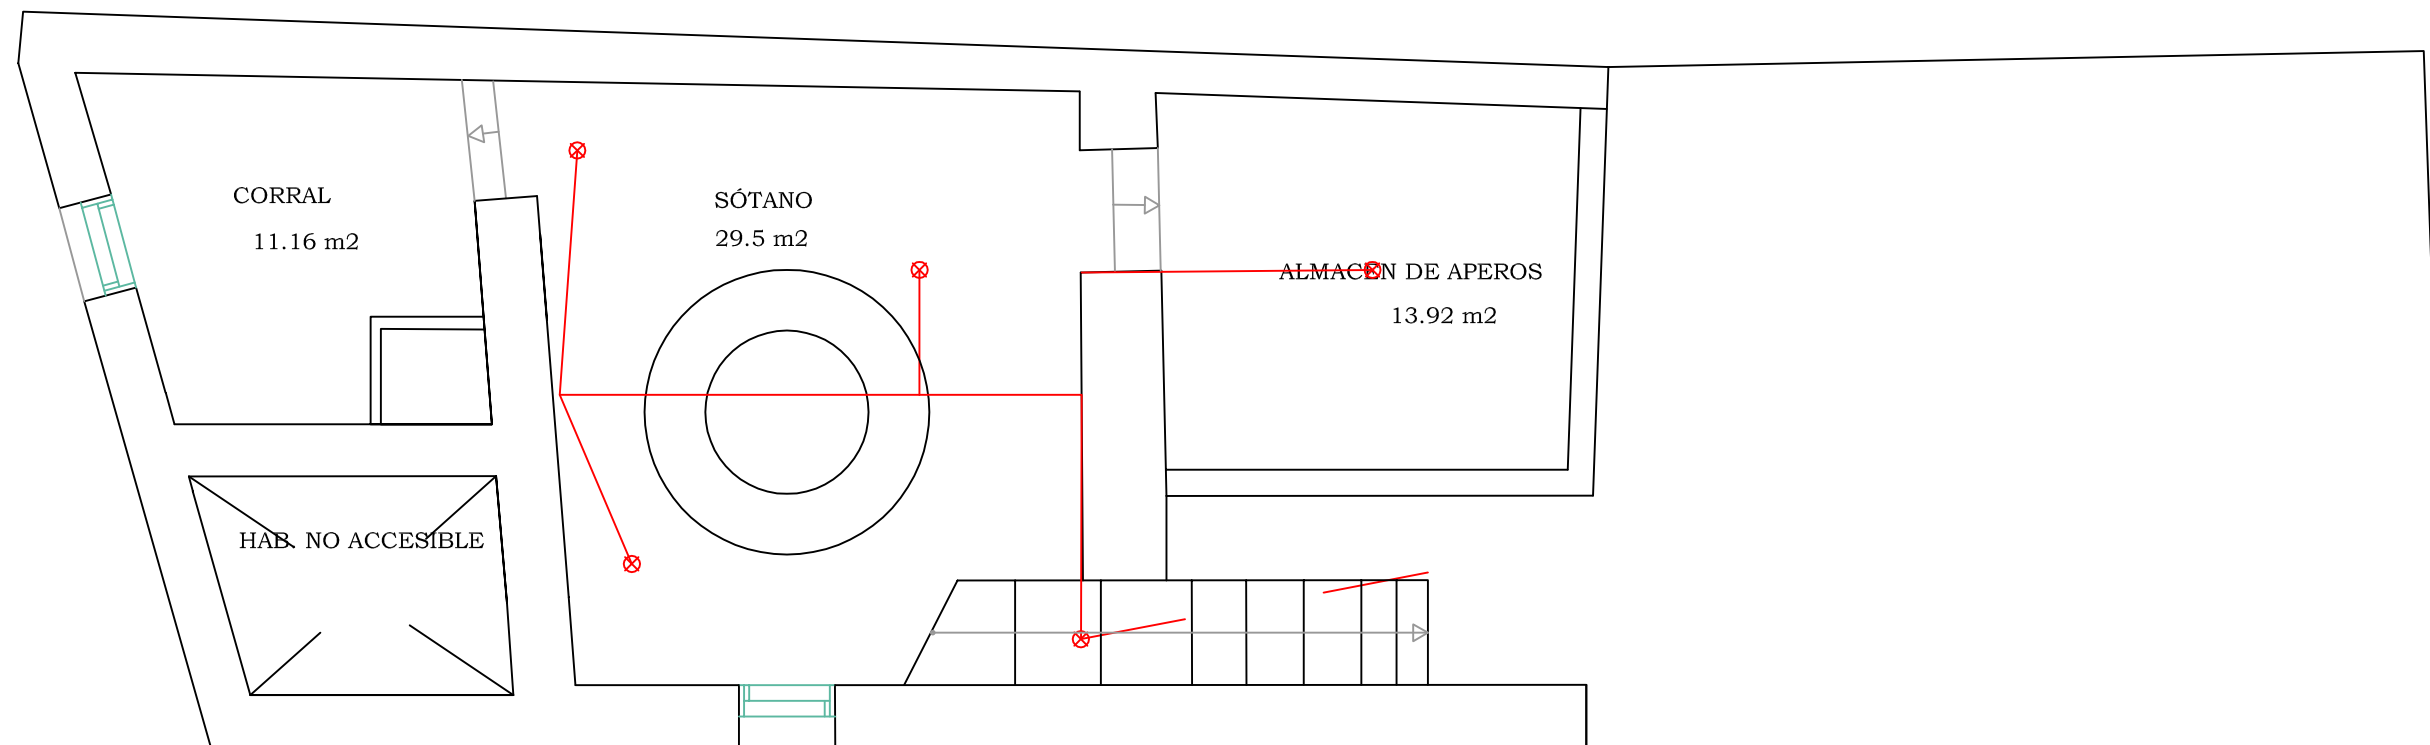 CORRAL
11.16 m2
SÓTANO
29.5 m2
ALMACEN DE APEROS
13.92 m2
HAB. NO ACCESIBLE